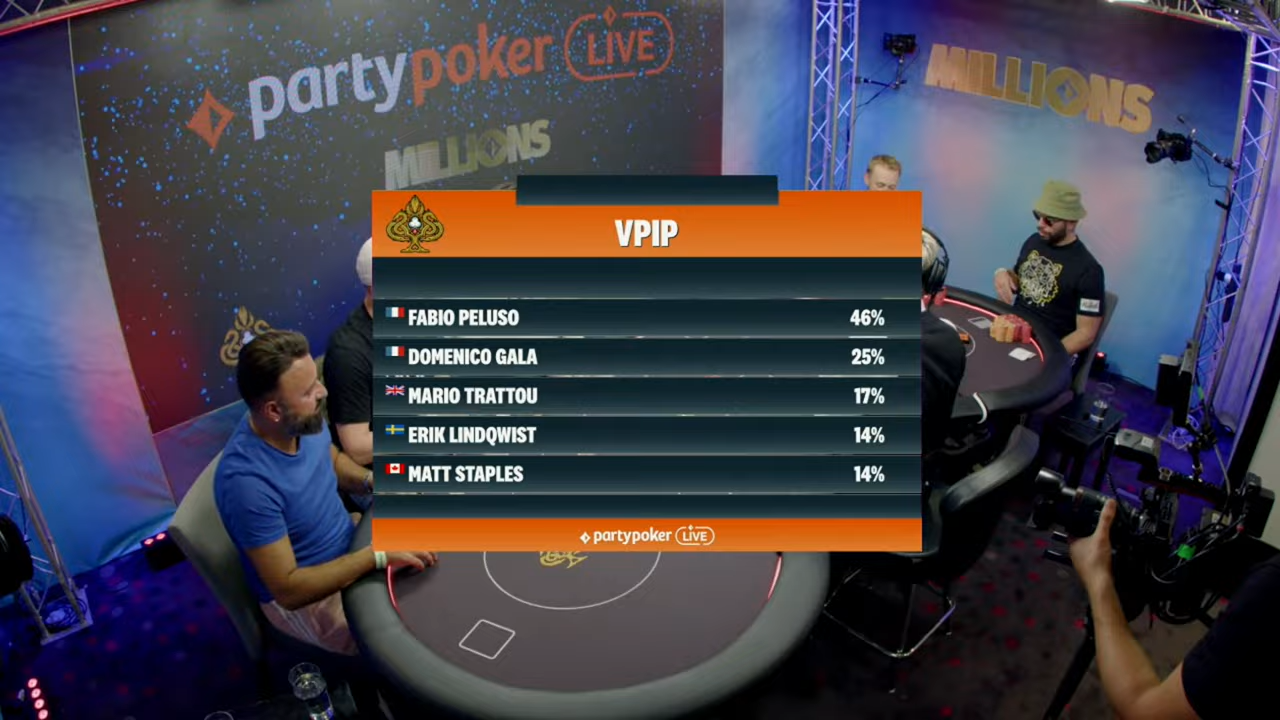 partypoker LIVE
MILLIONS
MILLIONS
VPIP
FABIO PELUSO 46%
DOMENICO GALA 25%
MARIO TRATTOU 17%
ERIK LINDQWIST 14%
MATT STAPLES 14%
partypoker LIVE